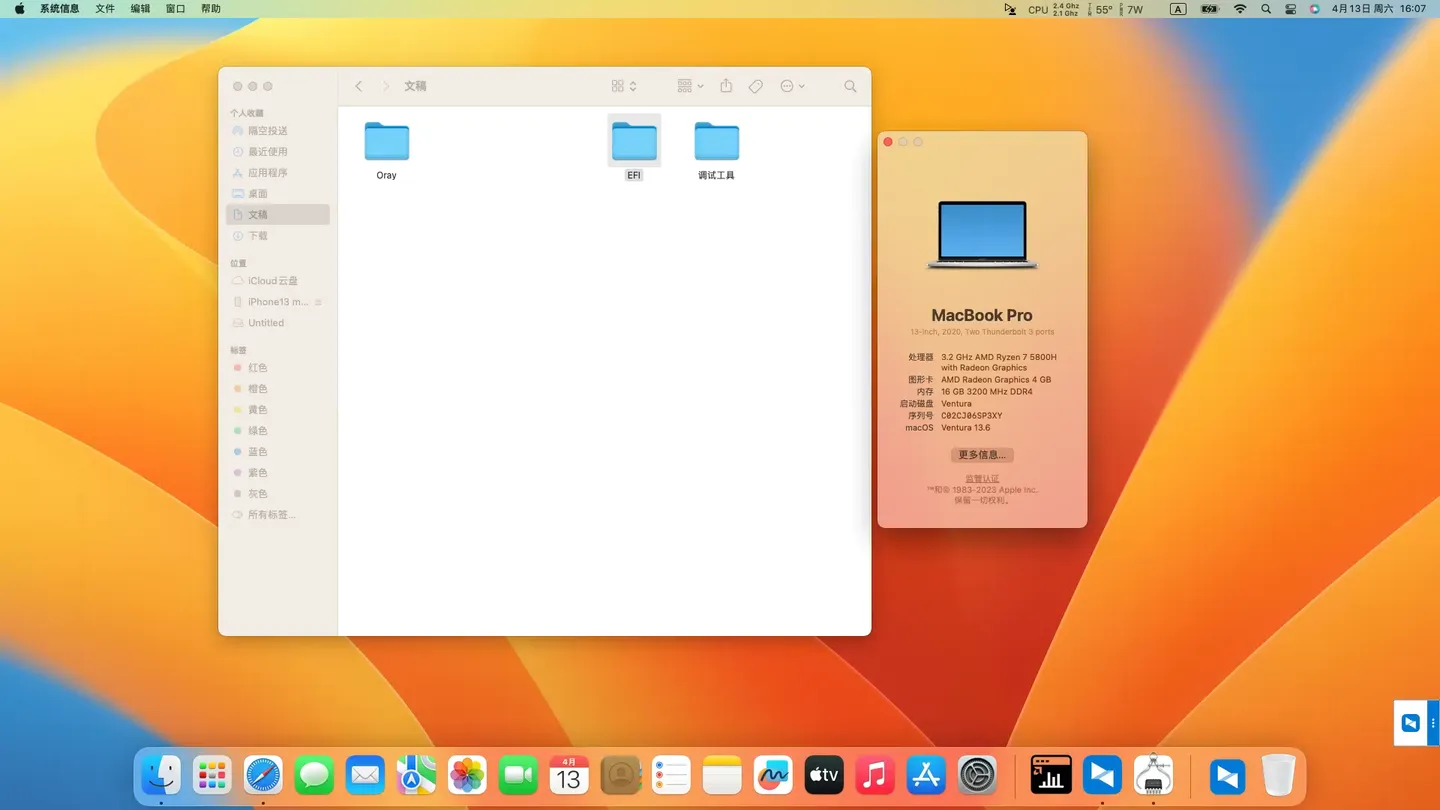 系统信息 文件 编辑 窗口 帮助
CPU 2.4 Ghz 2.1 Ghz 55° 7W A 4月13日 周六 16:07
文稿
个人收藏
隔空投送
最近使用
应用程序
桌面
文稿
下载
位置
iCloud云盘
iPhone13 m...
Untitled
标签
红色
橙色
黄色
绿色
蓝色
紫色
灰色
所有标签...
Oray
EFI
调试工具
MacBook Pro
13-inch, 2020, Two Thunderbolt 3 ports
处理器 3.2 GHz AMD Ryzen 7 5800H
with Radeon Graphics
图形卡 AMD Radeon Graphics 4 GB
内存 16 GB 3200 MHz DDR4
启动磁盘 Ventura
序列号 C02CJ06SP3XY
macOS Ventura 13.6
更多信息...
监管认证
™和© 1983-2023 Apple Inc.
保留一切权利。
4月
13
tv